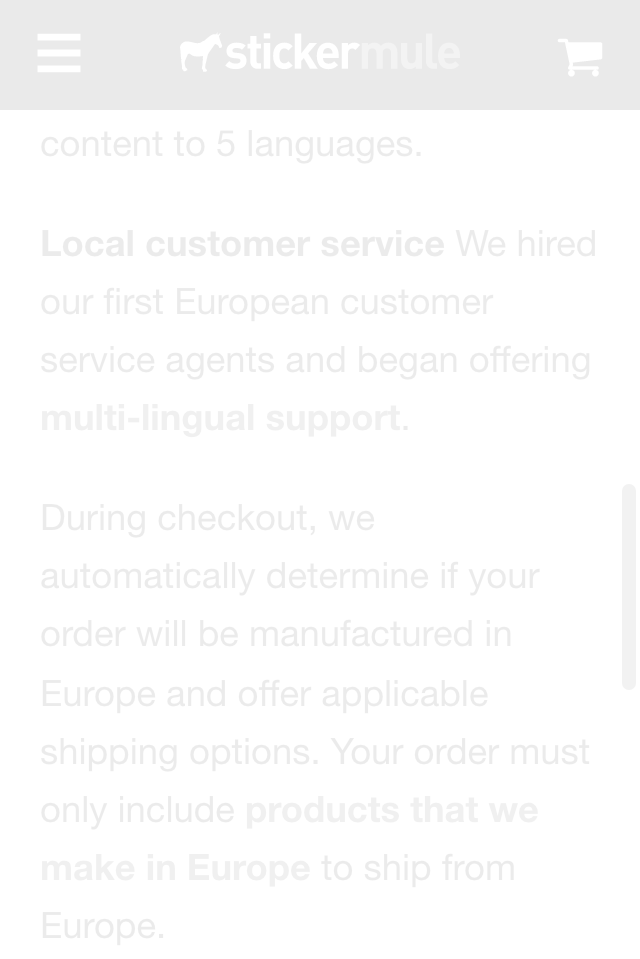 stickermule
content to 5 languages.
Local customer service We hired
our first European customer
service agents and began offering
multi-lingual support.
During checkout, we
automatically determine if your
order will be manufactured in
Europe and offer applicable
shipping options. Your order must
only include products that we
make in Europe to ship from
Europe.